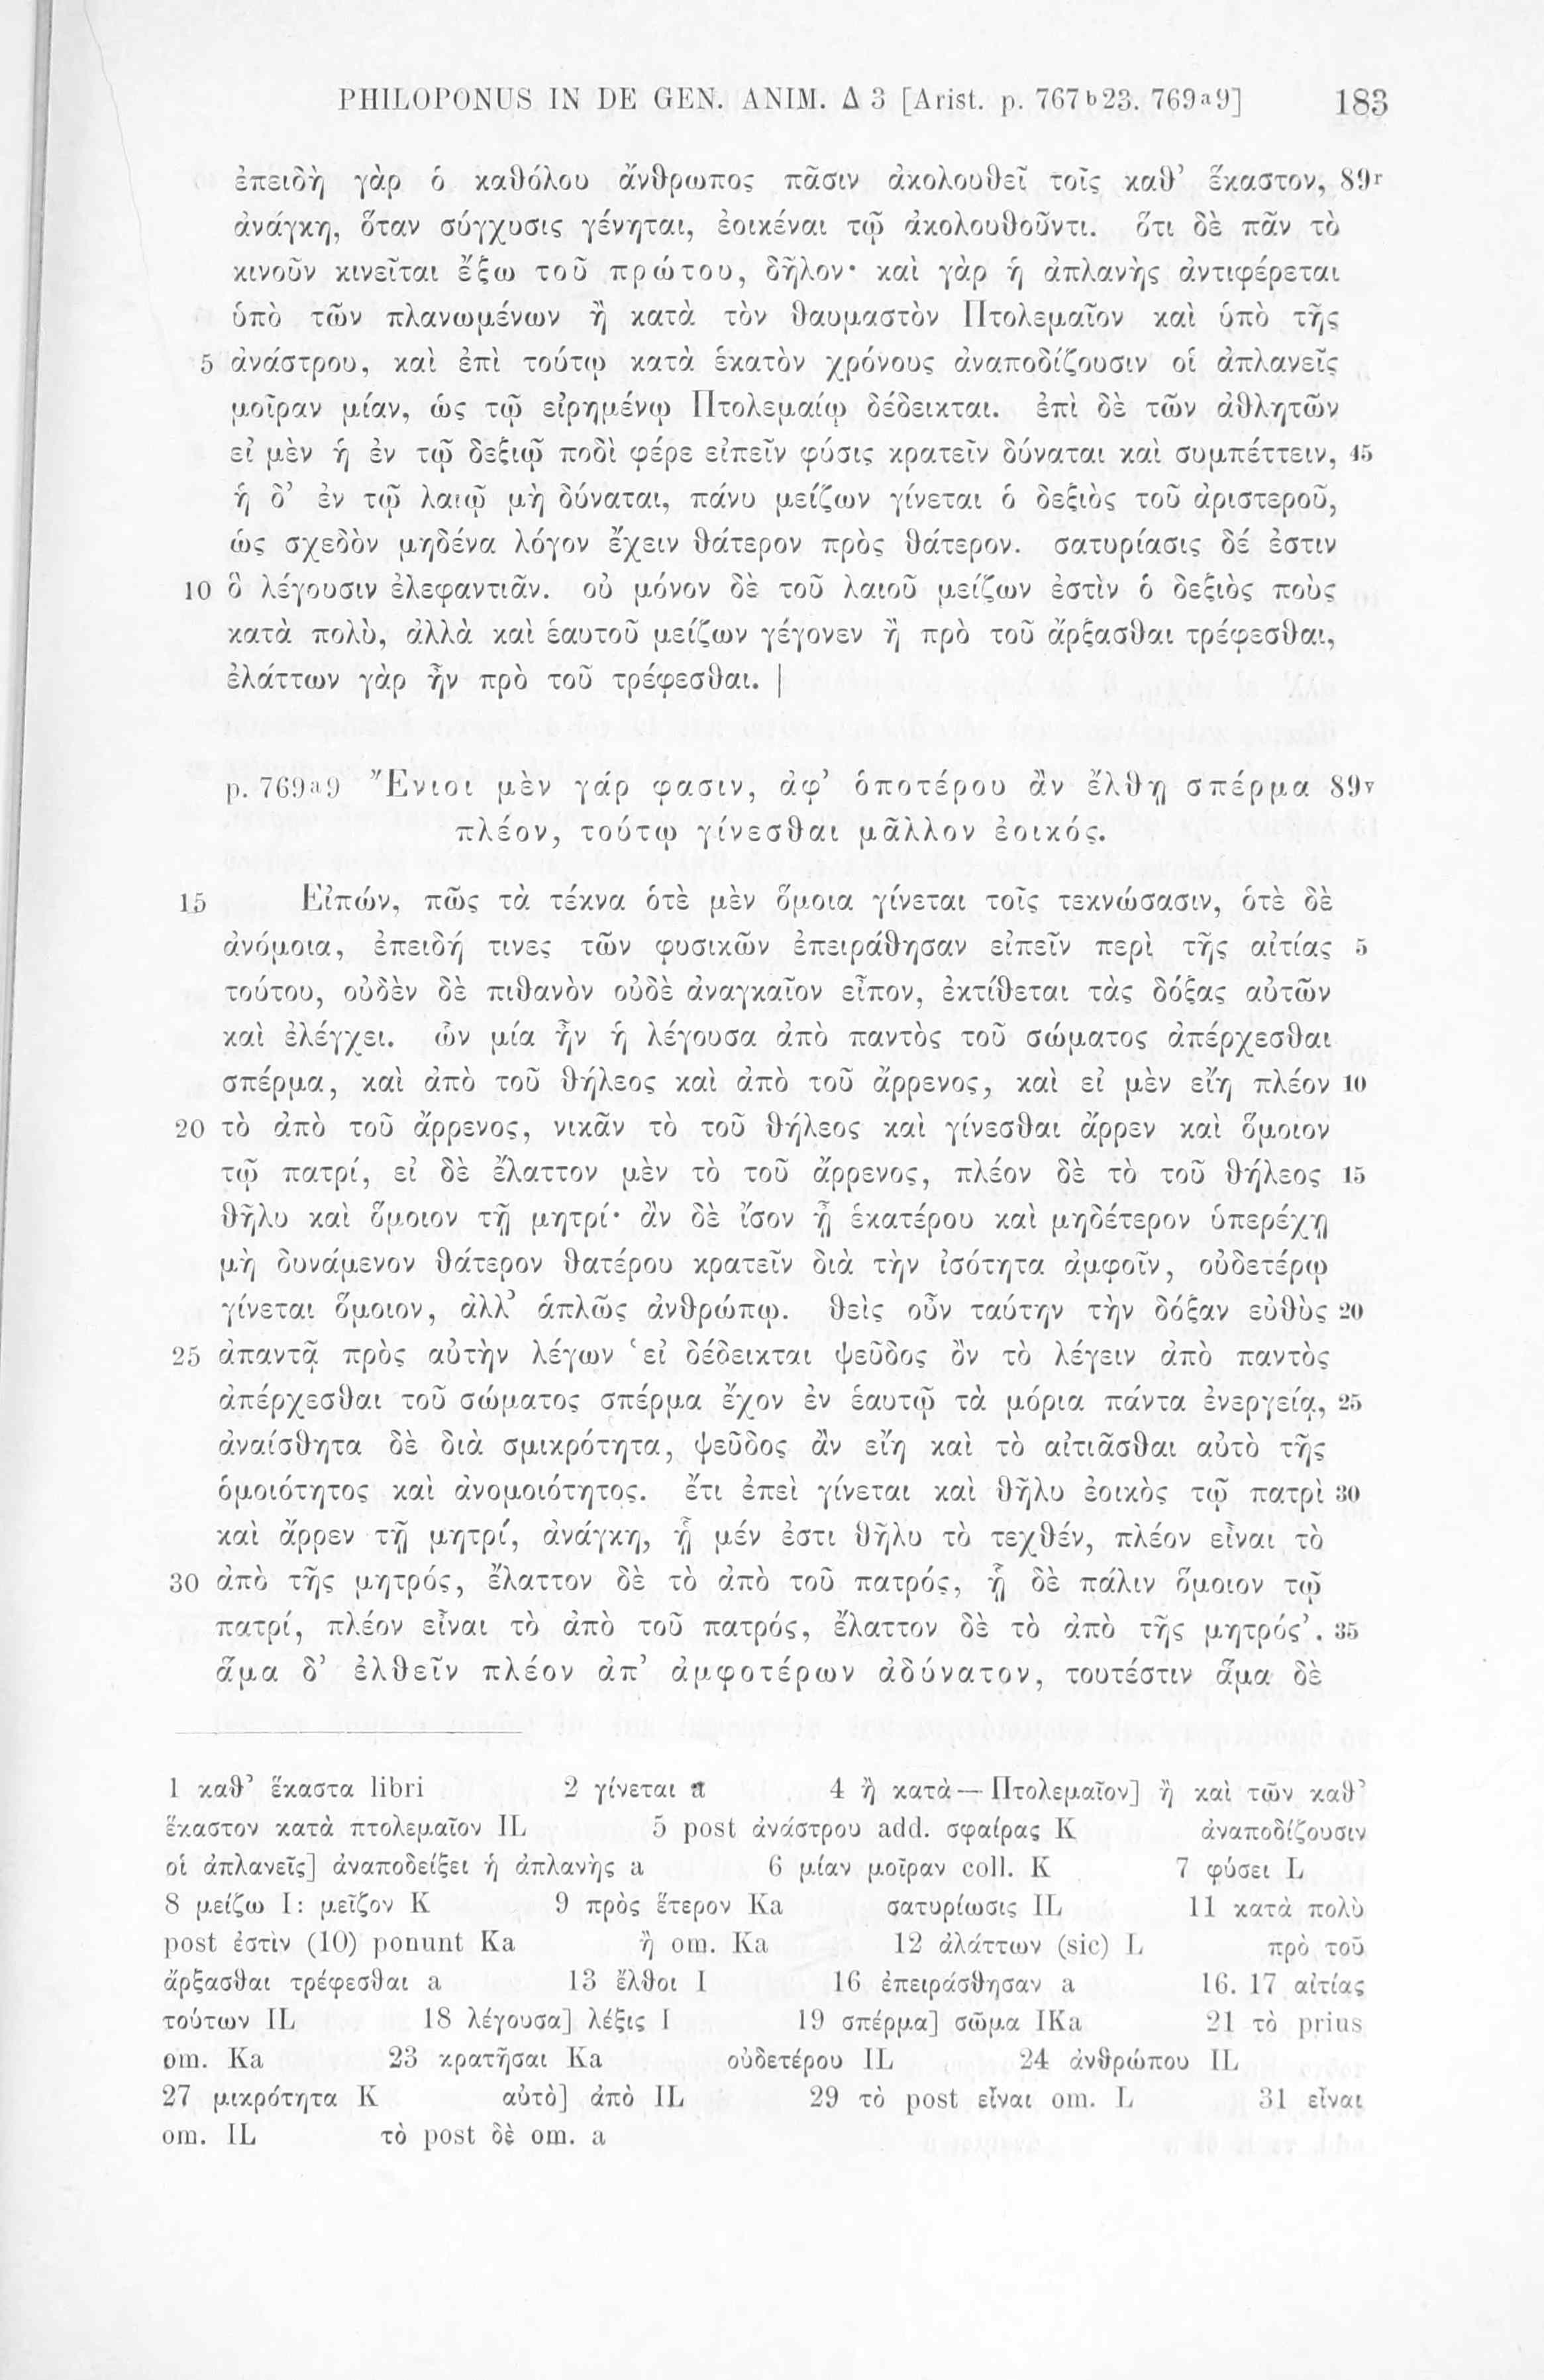 PHILOPONUS IN DE GEN. ANIM. Δ 3 [Arist. p. 767ᵇ23. 769ᵃ9] 183
ἐπειδὴ γὰρ ὁ καθόλου ἄνθρωπος πᾶσιν ἀκολουθεῖ τοῖς καθ’ ἕκαστον, 89ʳ
ἀνάγκη, ὅταν σύγχυσις γένηται, ἐοικέναι τῷ ἀκολουθοῦντι. ὅτι δὲ πᾶν τὸ
κινοῦν κινεῖται ἔξω τοῦ πρώτου, δῆλον· καὶ γὰρ ἡ ἀπλανὴς ἀντιφέρεται
ὑπὸ τῶν πλανωμένων ἢ κατὰ τὸν θαυμαστὸν Πτολεμαῖον καὶ ὑπὸ τῆς
5 ἀνάστρου, καὶ ἐπὶ τούτῳ κατὰ ἑκατὸν χρόνους ἀναποδίζουσιν οἱ ἀπλανεῖς
μοῖραν μίαν, ὡς τῷ εἰρημένῳ Πτολεμαίῳ δέδεικται. ἐπὶ δὲ τῶν ἀθλητῶν
εἰ μὲν ἡ ἐν τῷ δεξιῷ ποδὶ φέρε εἰπεῖν φύσις κρατεῖν δύναται καὶ συμπέττειν, 45
ἡ δ’ ἐν τῷ λαιῷ μὴ δύναται, πάνυ μείζων γίνεται ὁ δεξιὸς τοῦ ἀριστεροῦ,
ὡς σχεδὸν μηδένα λόγον ἔχειν θάτερον πρὸς θάτερον. σατυρίασις δέ ἐστιν
10 ὃ λέγουσιν ἐλεφαντιᾶν. οὐ μόνον δὲ τοῦ λαιοῦ μείζων ἐστὶν ὁ δεξιὸς ποὺς
κατὰ πολὺ, ἀλλὰ καὶ ἑαυτοῦ μείζων γέγονεν ἢ πρὸ τοῦ ἄρξασθαι τρέφεσθαι,
ἐλάττων γὰρ ἦν πρὸ τοῦ τρέφεσθαι. |
p. 769ᵃ9 Ἔνιοι μὲν γάρ φασιν, ἀφ’ ὁποτέρου ἂν ἔλθῃ σπέρμα 89ᵛ
πλέον, τούτῳ γίνεσθαι μᾶλλον ἐοικός.
15 Εἰπών, πῶς τὰ τέκνα ὁτὲ μὲν ὅμοια γίνεται τοῖς τεκνώσασιν, ὁτὲ δὲ
ἀνόμοια, ἐπειδή τινες τῶν φυσικῶν ἐπειράθησαν εἰπεῖν περὶ τῆς αἰτίας 5
τούτου, οὐδὲν δὲ πιθανὸν οὐδὲ ἀναγκαῖον εἶπον, ἐκτίθεται τὰς δόξας αὐτῶν
καὶ ἐλέγχει. ὧν μία ἦν ἡ λέγουσα ἀπὸ παντὸς τοῦ σώματος ἀπέρχεσθαι
σπέρμα, καὶ ἀπὸ τοῦ θήλεος καὶ ἀπὸ τοῦ ἄρρενος, καὶ εἰ μὲν εἴη πλέον 10
20 τὸ ἀπὸ τοῦ ἄρρενος, νικᾶν τὸ τοῦ θήλεος καὶ γίνεσθαι ἄρρεν καὶ ὅμοιον
τῷ πατρί, εἰ δὲ ἔλαττον μὲν τὸ τοῦ ἄρρενος, πλέον δὲ τὸ τοῦ θήλεος 15
θῆλυ καὶ ὅμοιον τῇ μητρί· ἂν δὲ ἴσον ᾖ ἑκατέρου καὶ μηδέτερον ὑπερέχῃ
μὴ δυνάμενον θάτερον θατέρου κρατεῖν διὰ τὴν ἰσότητα ἀμφοῖν, οὐδετέρῳ
γίνεται ὅμοιον, ἀλλ’ ἁπλῶς ἀνθρώπῳ. θεὶς οὖν ταύτην τὴν δόξαν εὐθὺς 20
25 ἀπαντᾷ πρὸς αὐτὴν λέγων ‘εἰ δέδεικται ψεῦδος ὂν τὸ λέγειν ἀπὸ παντὸς
ἀπέρχεσθαι τοῦ σώματος σπέρμα ἔχον ἐν ἑαυτῷ τὰ μόρια πάντα ἐνεργείᾳ, 25
ἀναίσθητα δὲ διὰ σμικρότητα, ψεῦδος ἂν εἴη καὶ τὸ αἰτιᾶσθαι αὐτὸ τῆς
ὁμοιότητος καὶ ἀνομοιότητος. ἔτι ἐπεὶ γίνεται καὶ θῆλυ ἐοικὸς τῷ πατρὶ 30
καὶ ἄρρεν τῇ μητρί, ἀνάγκη, ᾗ μέν ἐστι θῆλυ τὸ τεχθέν, πλέον εἶναι τὸ
30 ἀπὸ τῆς μητρός, ἔλαττον δὲ τὸ ἀπὸ τοῦ πατρός, ᾗ δὲ πάλιν ὅμοιον τῷ
πατρί, πλέον εἶναι τὸ ἀπὸ τοῦ πατρός, ἔλαττον δὲ τὸ ἀπὸ τῆς μητρός’. 35
ἅμα δ’ ἐλθεῖν πλέον ἀπ’ ἀμφοτέρων ἀδύνατον, τουτέστιν ἅμα δὲ
1 καθ’ ἕκαστα libri 2 γίνεται a 4 ἢ κατὰ — Πτολεμαῖον] ἢ καὶ τῶν καθ’
ἕκαστον κατὰ πτολεμαῖον IL 5 post ἀνάστρου add. σφαίρας K ἀναποδίζουσιν
οἱ ἀπλανεῖς] ἀναποδείξει ἡ ἀπλανὴς a 6 μίαν μοῖραν coll. K 7 φύσει L
8 μείζω I: μεῖζον K 9 πρὸς ἕτερον Ka σατυρίωσις IL 11 κατὰ πολὺ
post ἐστὶν (10) ponunt Ka ἢ om. Ka 12 ἀλάττων (sic) L πρὸ τοῦ
ἄρξασθαι τρέφεσθαι a 13 ἔλθοι I 16 ἐπειράσθησαν a 16. 17 αἰτίας
τούτων IL 18 λέγουσα] λέξις I 19 σπέρμα] σῶμα IKa 21 τὸ prius
om. Ka 23 κρατῆσαι Ka οὐδετέρου IL 24 ἀνθρώπου IL
27 μικρότητα K αὐτὸ] ἀπὸ IL 29 τὸ post εἶναι om. L 31 εἶναι
om. IL τὸ post δὲ om. a